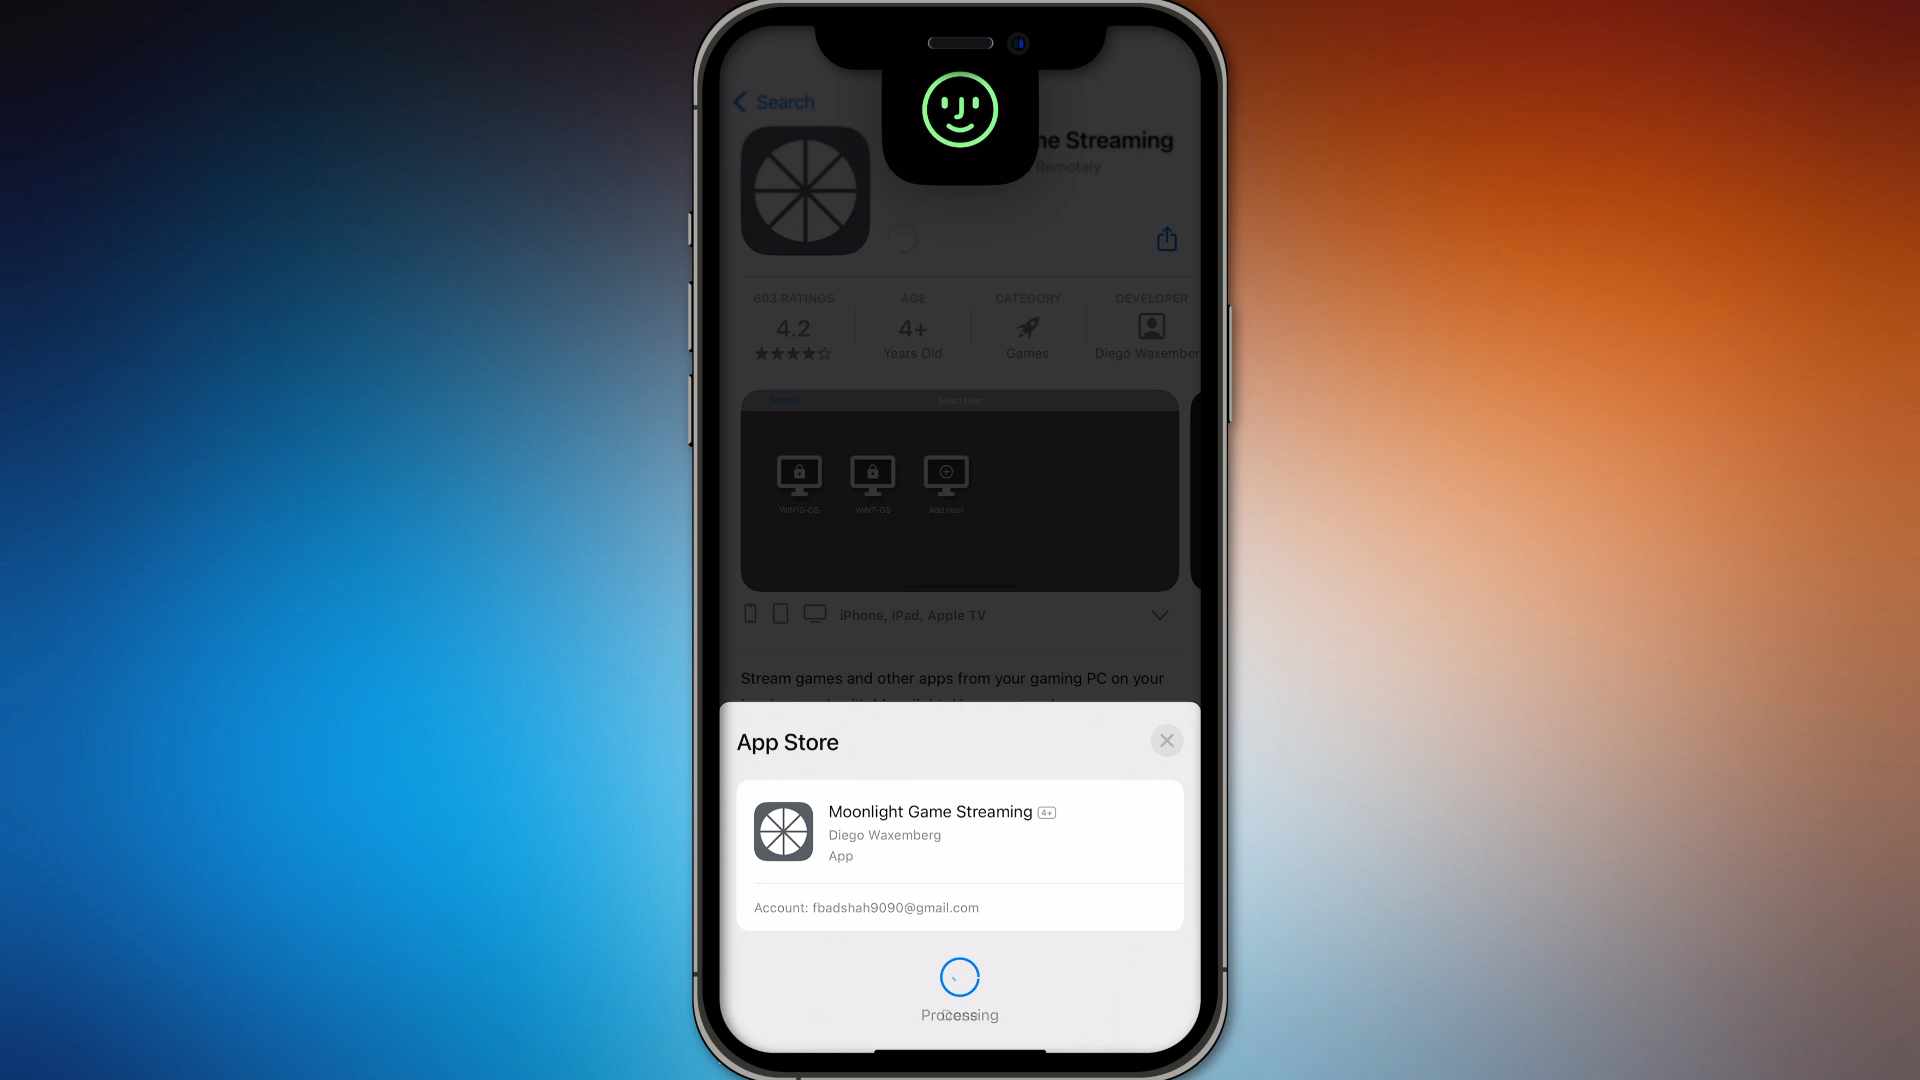 Search
ne Streaming
Remotely
603 RATINGS
AGE
CATEGORY
DEVELOPER
4.2
4+
Years Old
Games
Diego Waxember
Settings
Select Host
WIN10-GS
WIN7-GS
Add Host
iPhone, iPad, Apple TV
Stream games and other apps from your gaming PC on your
App Store
Moonlight Game Streaming 4+
Diego Waxemberg
App
Account: fbadshah9090@gmail.com
Processing